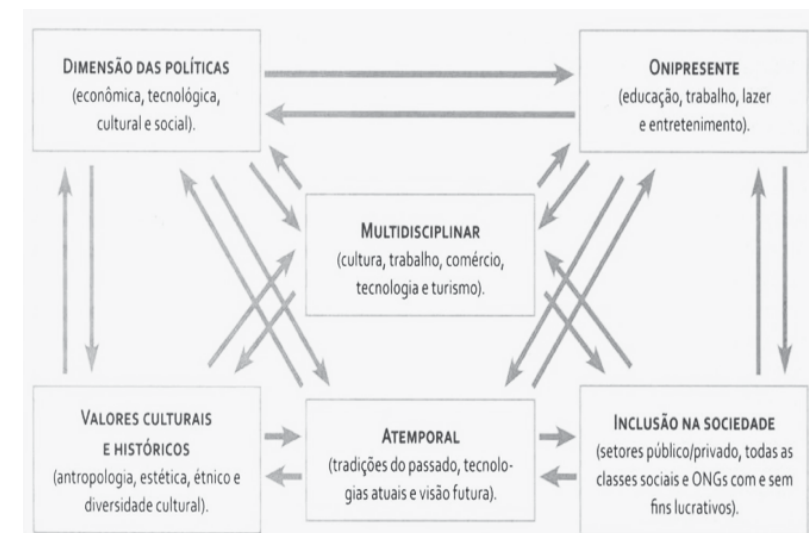 DIMENSÃO DAS POLÍTICAS
(econômica, tecnológica,
cultural e social).
ONIPRESENTE
(educação, trabalho, lazer
e entretenimento).
MULTIDISCIPLINAR
(cultura, trabalho, comércio,
tecnologia e turismo).
VALORES CULTURAIS
E HISTÓRICOS
(antropologia, estética, étnico e
diversidade cultural).
ATEMPORAL
(tradições do passado, tecnolo-
gias atuais e visão futura).
INCLUSÃO NA SOCIEDADE
(setores público/privado, todas as
classes sociais e ONGs com e sem
fins lucrativos).